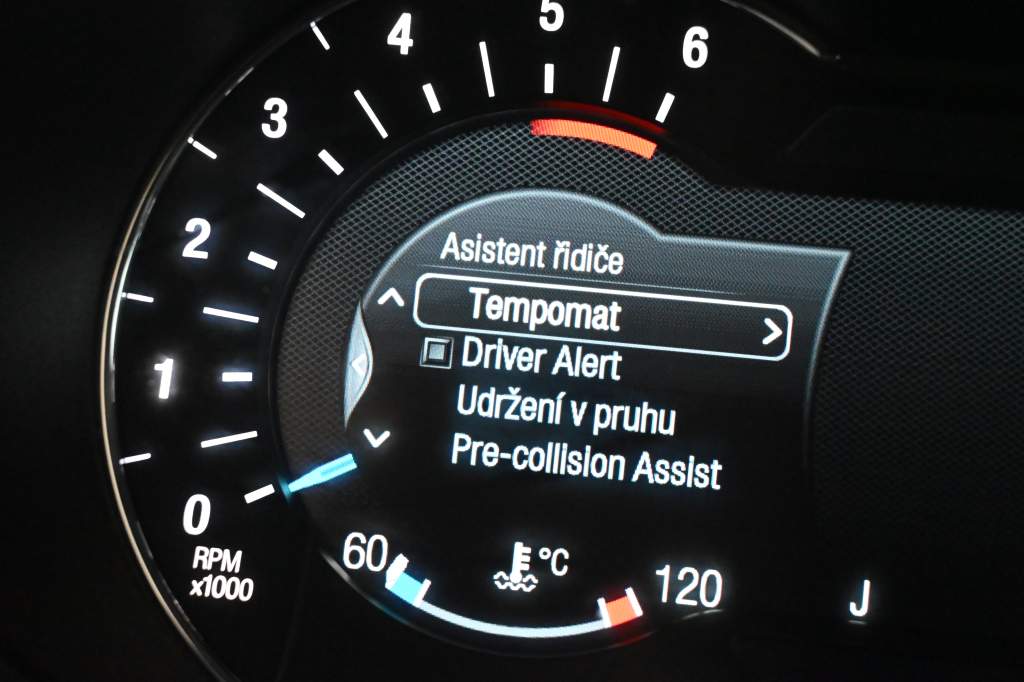 4
5
6
3
2
1
0
RPM
x1000
Asistent řidiče
Tempomat
Driver Alert
Udržení v pruhu
Pre-collision Assist
60
°C
120
J